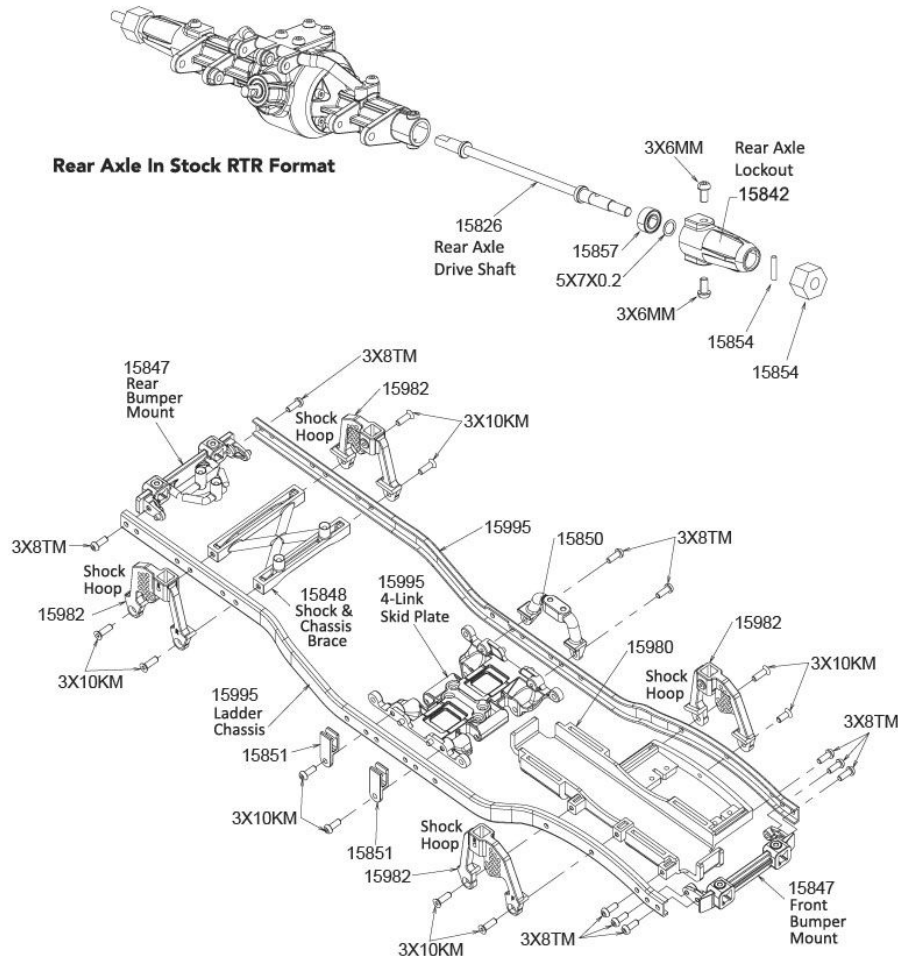 Rear Axle In Stock RTR Format
3X6MM
Rear Axle
Lockout
15842
15826
Rear Axle
Drive Shaft
15857
5X7X0.2
3X6MM
15854
15854
3X8TM
15847
Rear
Bumper
Mount
15982
Shock
Hoop
3X10KM
15995
15850
3X8TM
3X8TM
Shock
Hoop
15982
15848
Shock &
Chassis
Brace
15995
4-Link
Skid Plate
15980
15982
Shock
Hoop
3X10KM
3X10KM
15995
Ladder
Chassis
3X8TM
15851
3X10KM
15851
Shock
Hoop
15982
3X10KM
3X8TM
15847
Front
Bumper
Mount